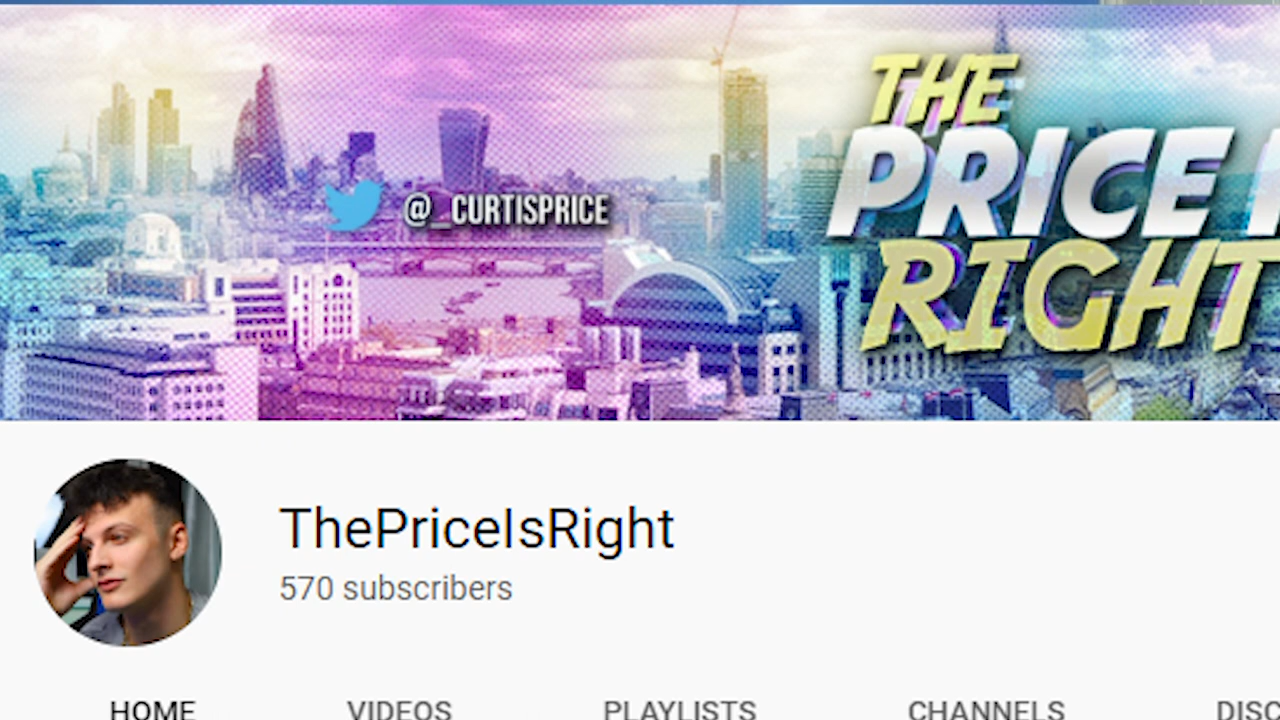 THE
PRICE
RIGHT
@_CURTISPRICE
ThePriceIsRight
570 subscribers
HOME VIDEOS PLAYLISTS CHANNELS DISC